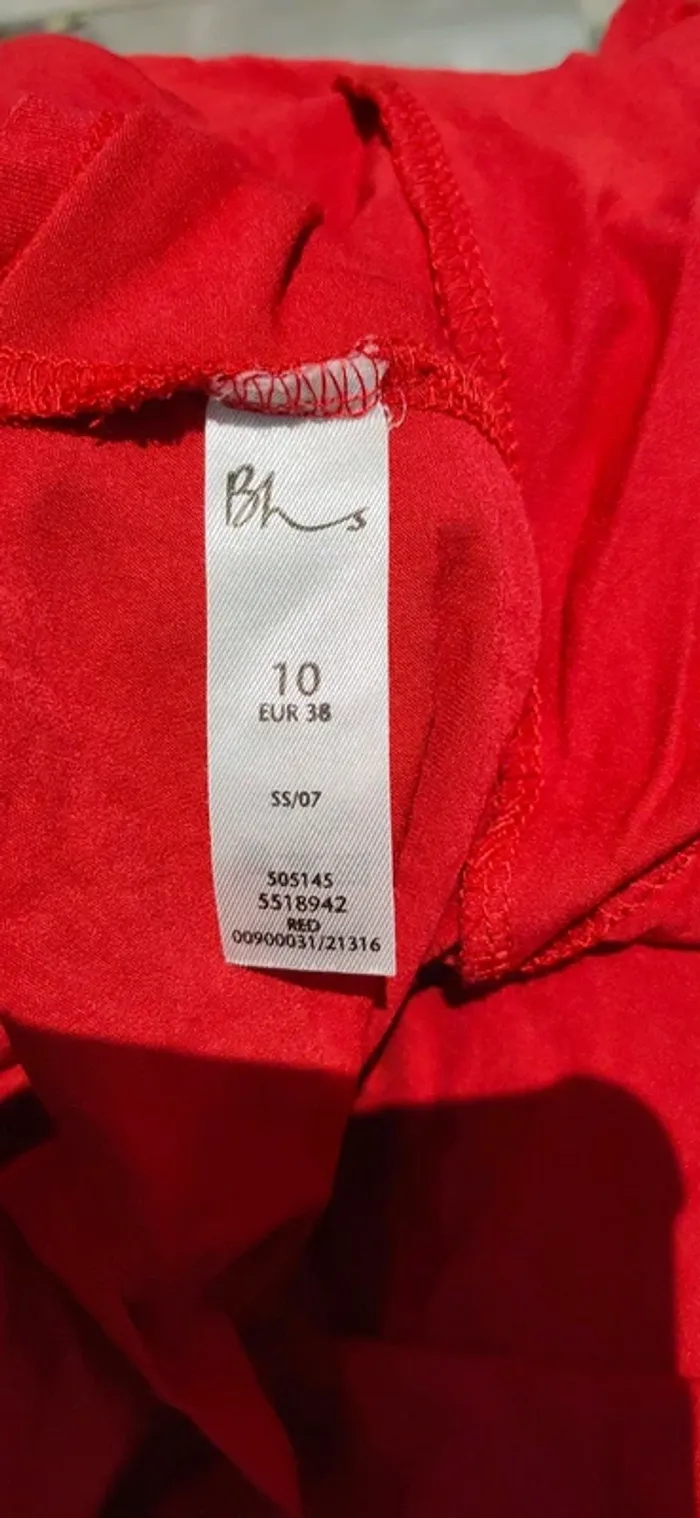 Bhs
10
EUR 38
SS/07
505145
5518942
RED
00900031/21316